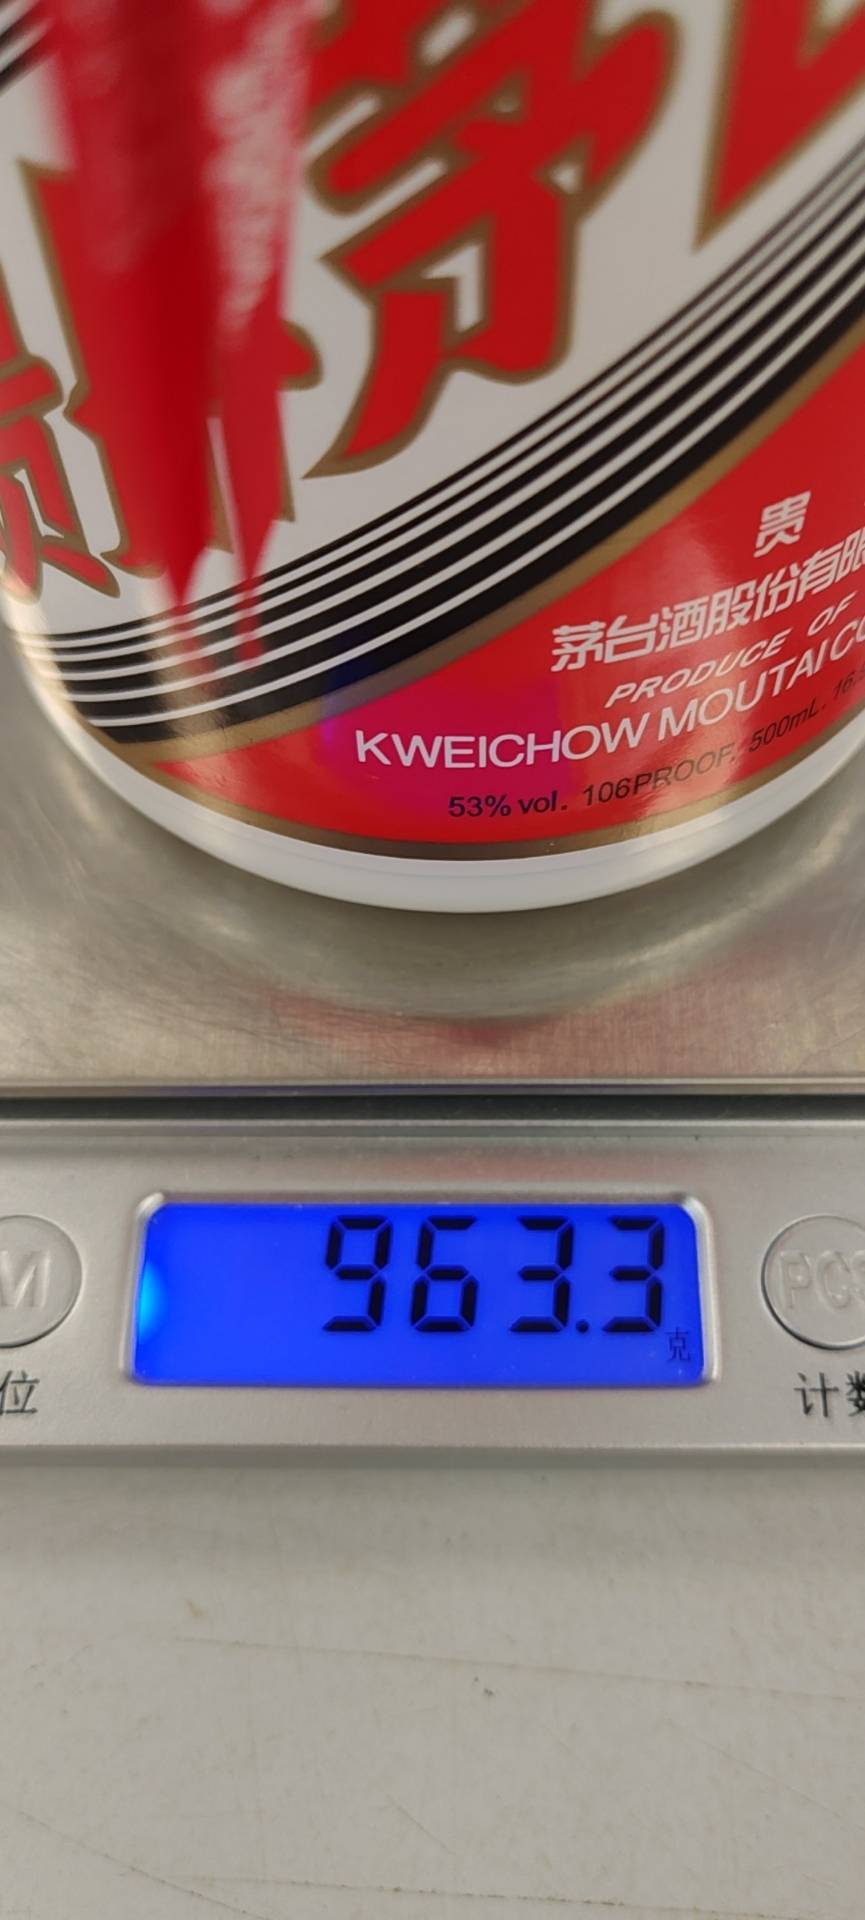 贵
茅台酒股份有限
PRODUCE OF
KWEICHOW MOUTAI CO
53% vol. 106PROOF. 500mL.
963.3
克
M
PCS
位
计数